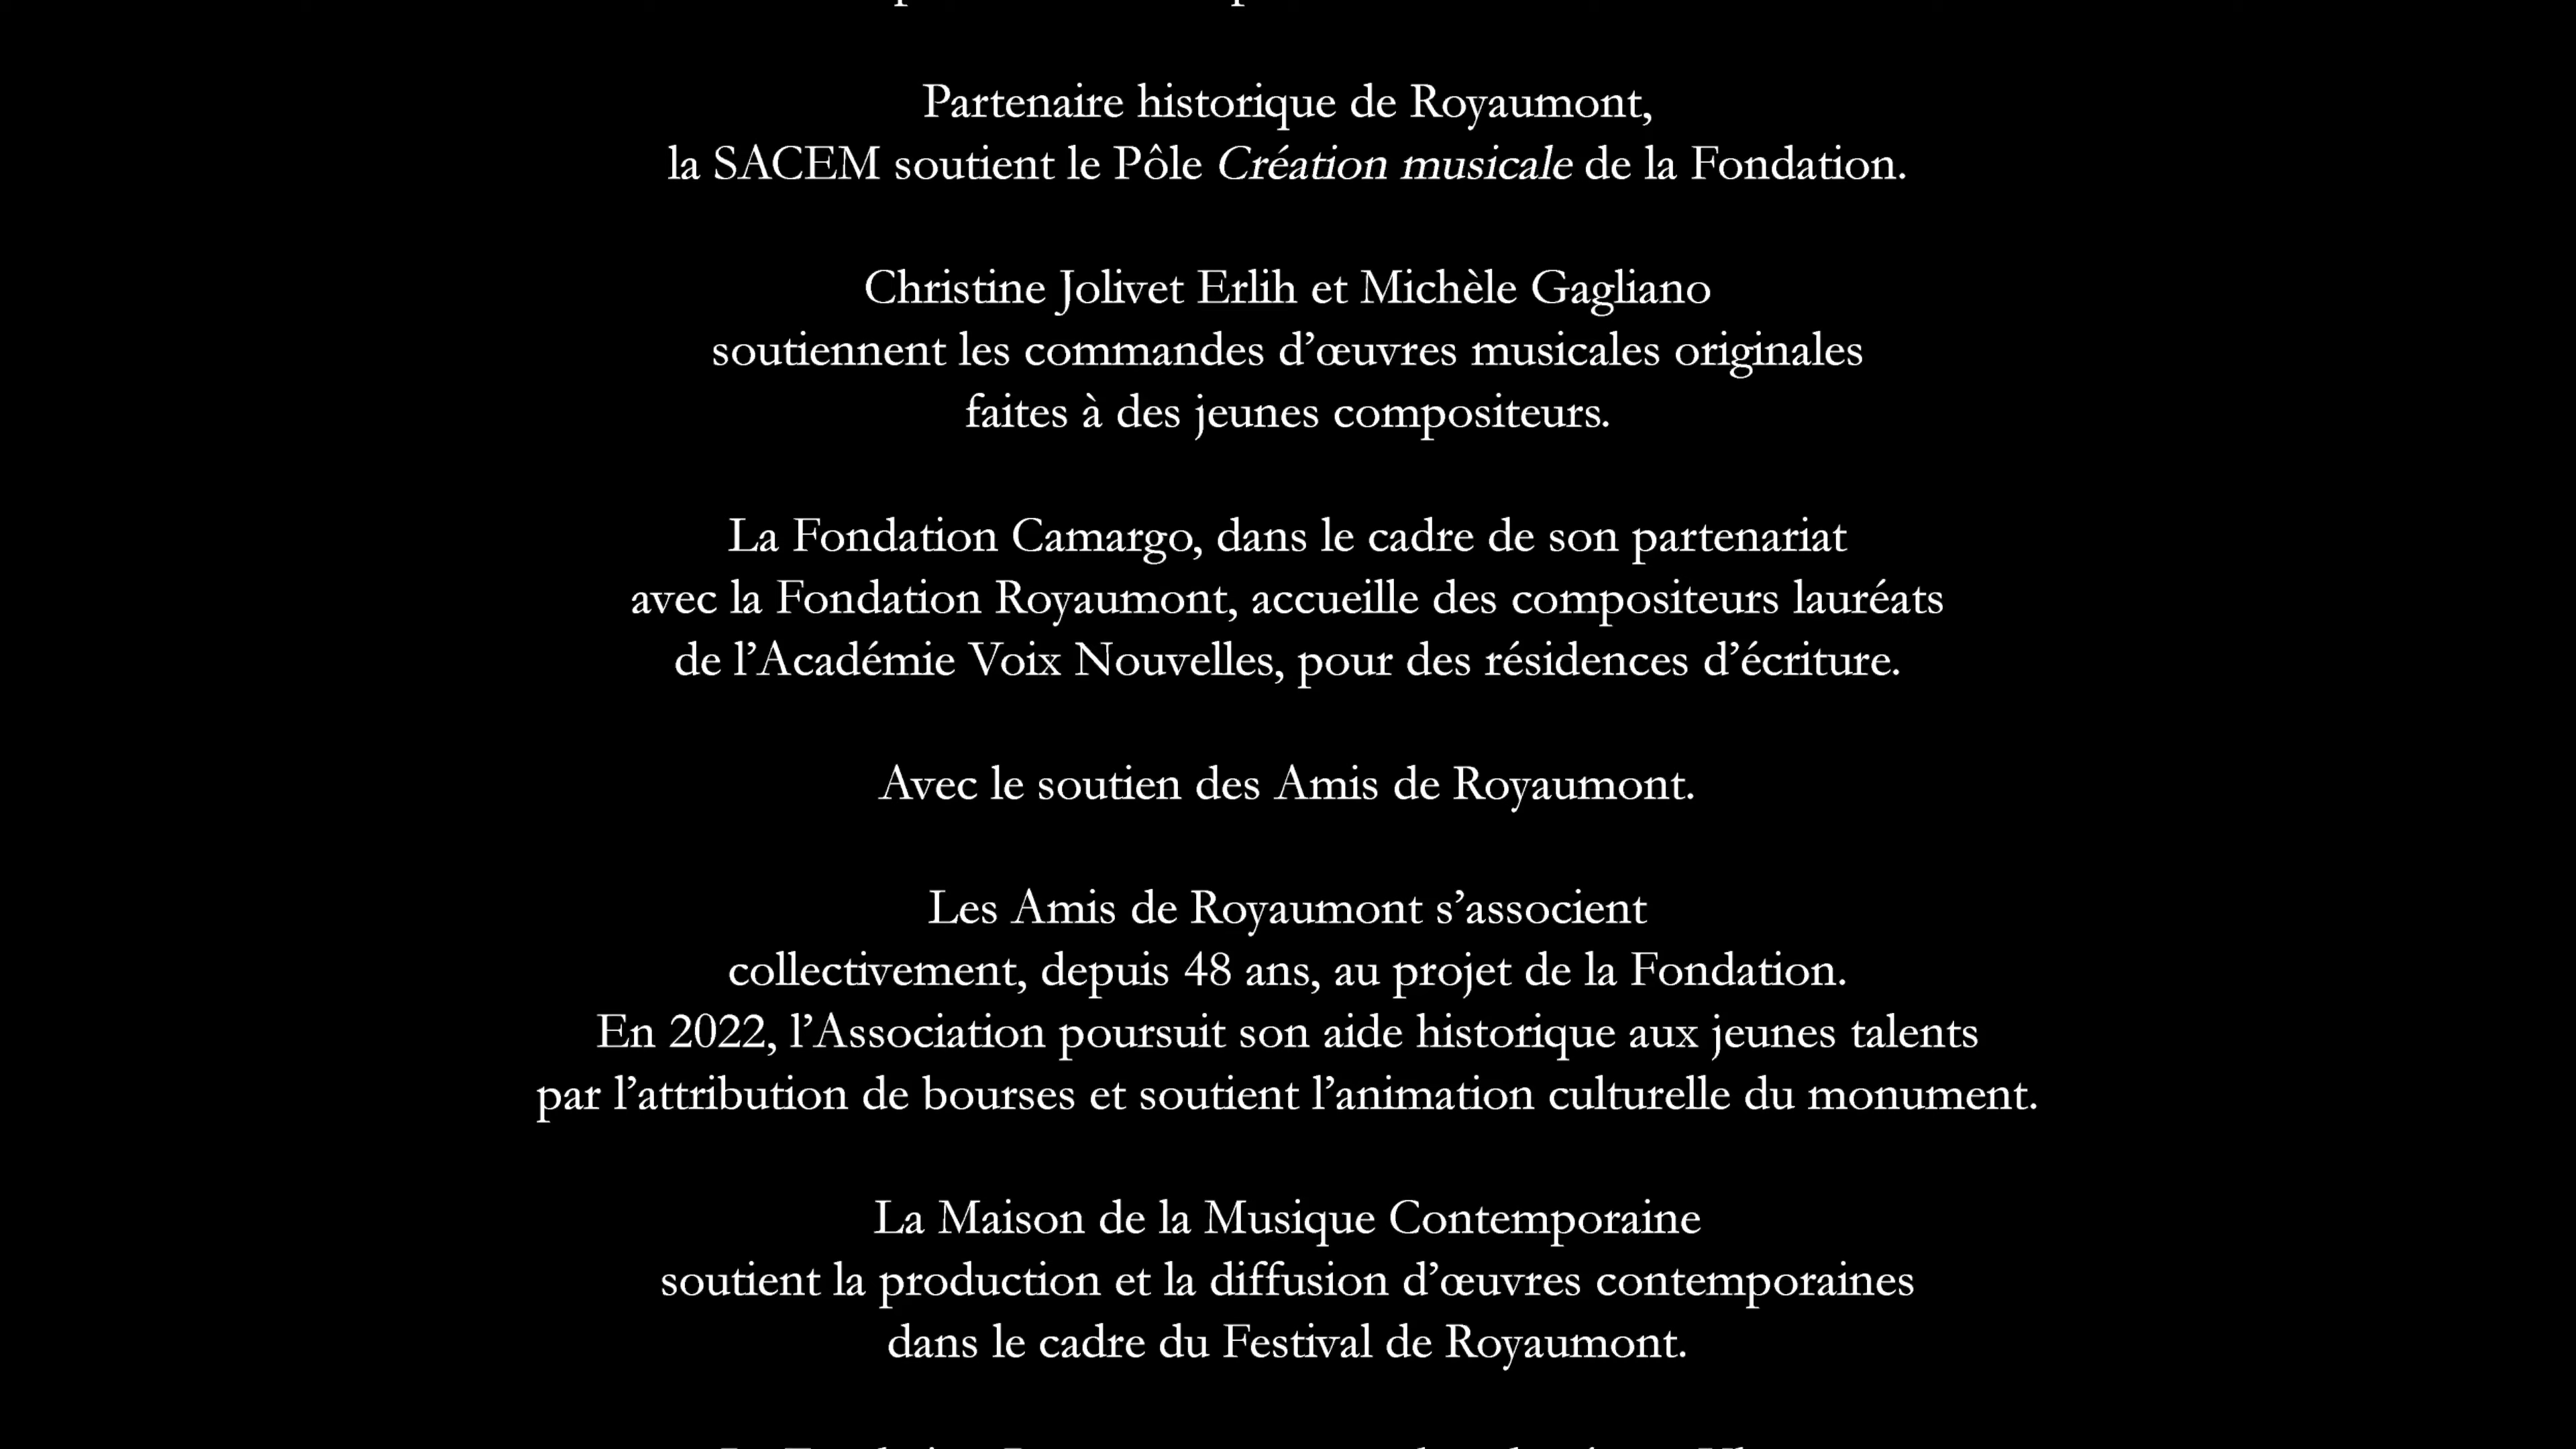 Partenaire historique de Royaumont,
la SACEM soutient le Pôle Création musicale de la Fondation.
Christine Jolivet Erlih et Michèle Gagliano
soutiennent les commandes d’œuvres musicales originales
faites à des jeunes compositeurs.
La Fondation Camargo, dans le cadre de son partenariat
avec la Fondation Royaumont, accueille des compositeurs lauréats
de l’Académie Voix Nouvelles, pour des résidences d’écriture.
Avec le soutien des Amis de Royaumont.
Les Amis de Royaumont s’associent
collectivement, depuis 48 ans, au projet de la Fondation.
En 2022, l’Association poursuit son aide historique aux jeunes talents
par l’attribution de bourses et soutient l’animation culturelle du monument.
La Maison de la Musique Contemporaine
soutient la production et la diffusion d’œuvres contemporaines
dans le cadre du Festival de Royaumont.